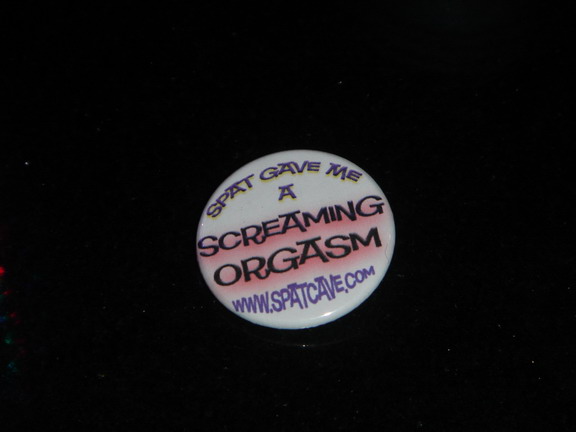 SPAT GAVE ME
A
SCREAMING
ORGASM
WWW.SPATCAVE.COM